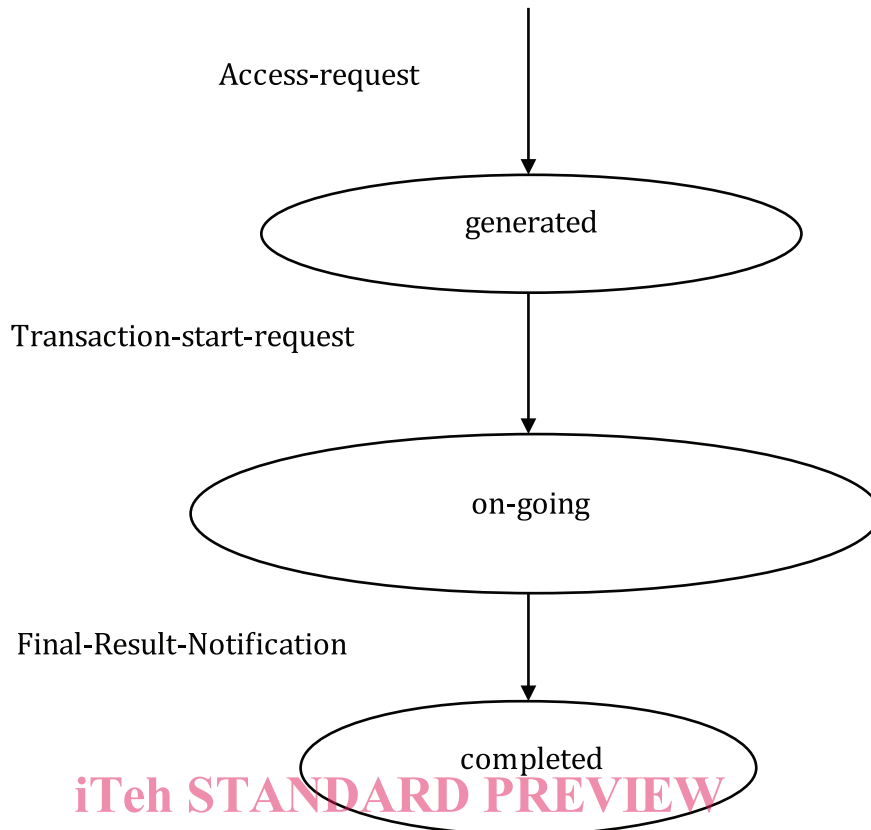 Access-request
generated
Transaction-start-request
on-going
Final-Result-Notification
completed
iTeh STANDARD PREVIEW